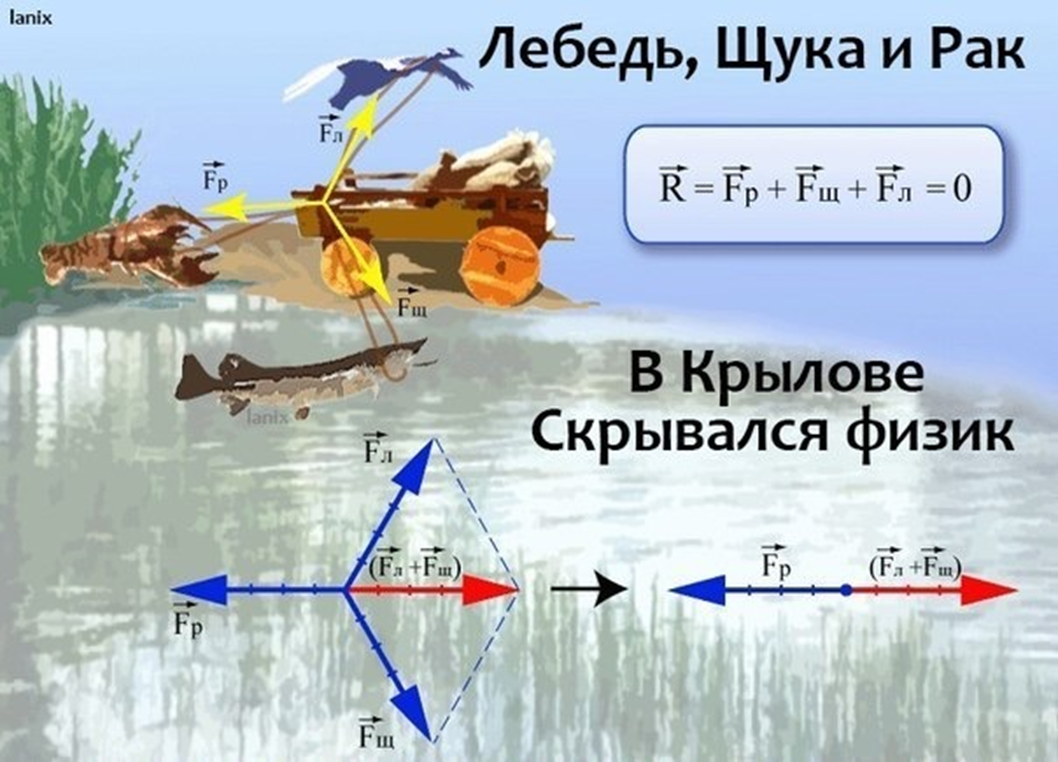 lanix
Лебедь, Щука и Рак
Fл
Fр
R = Fр + Fщ + Fл = 0
Fщ
В Крылове
Скрывался физик
lanix
Fл
(Fл +Fщ)
Fр
Fр
(Fл +Fщ)
Fщ